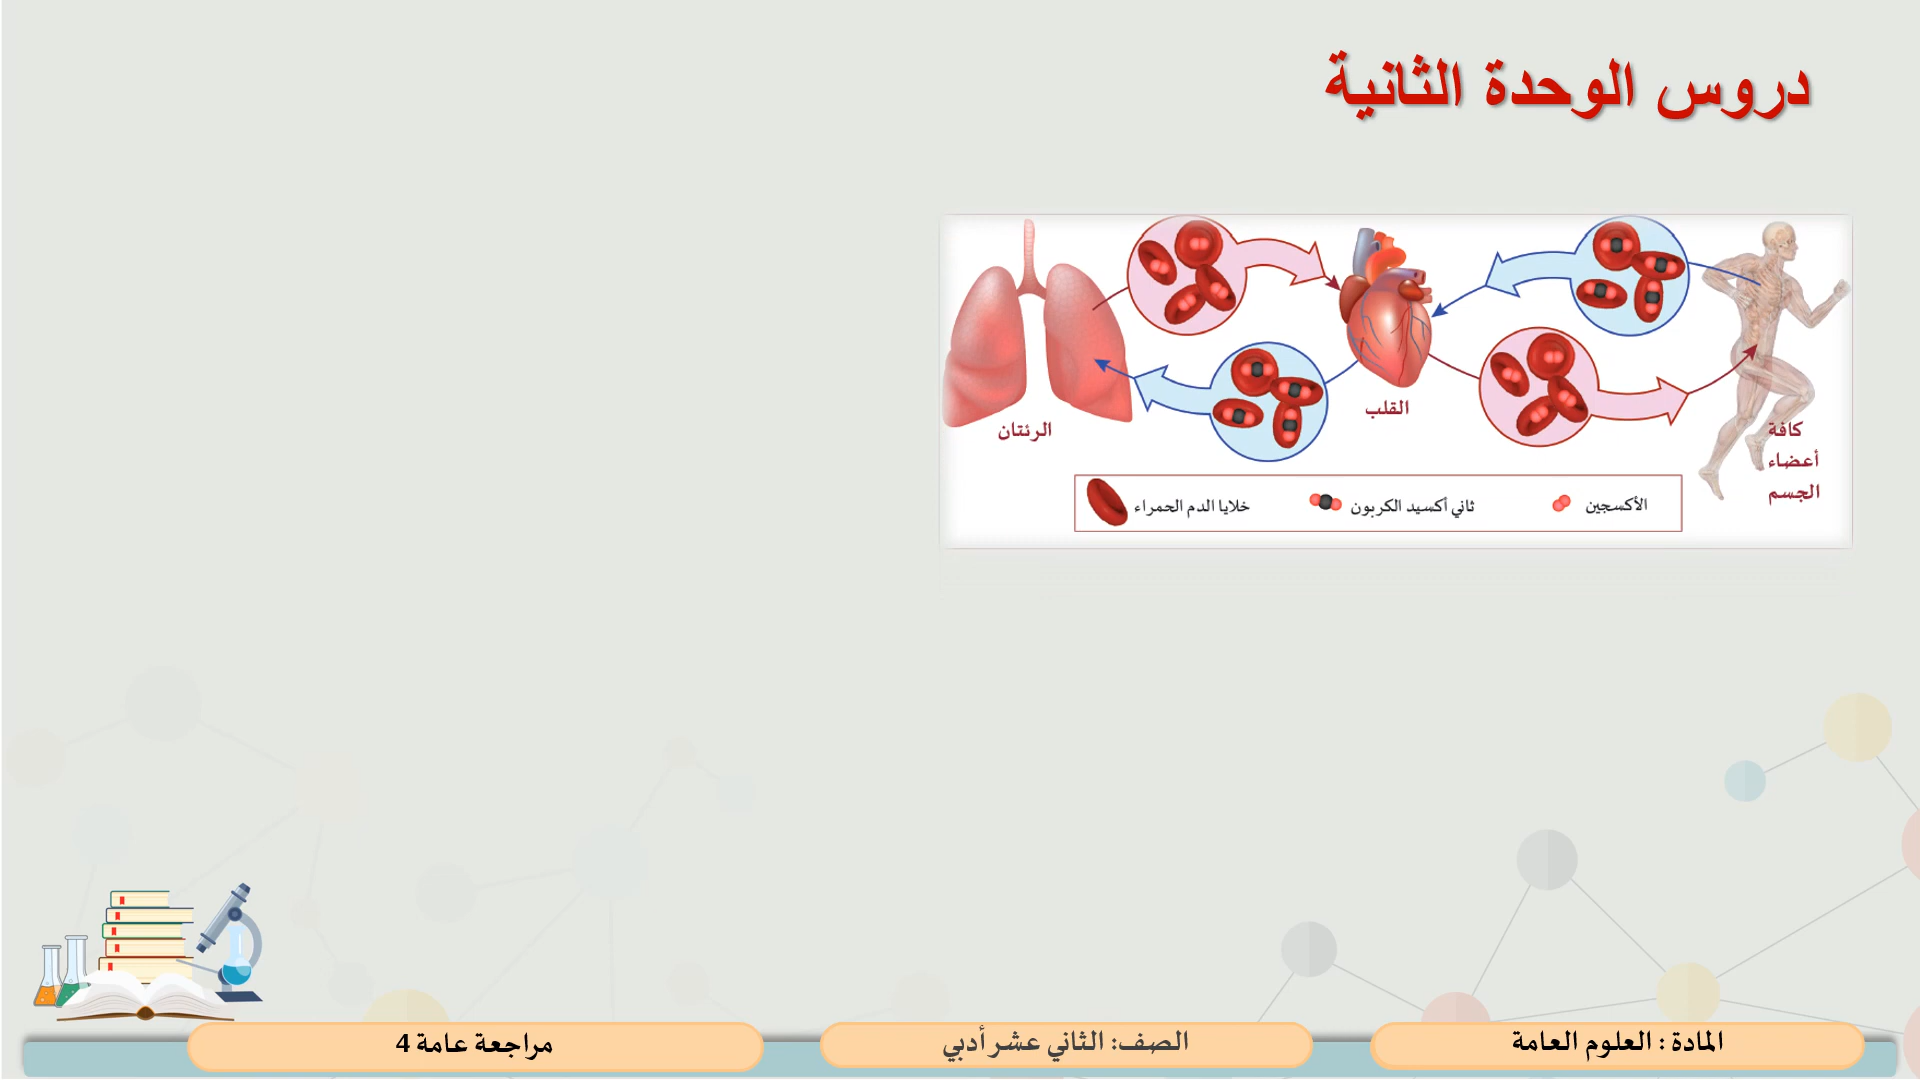 دروس الوحدة الثانية
الرئتان
القلب
كافة
أعضاء
الجسم
الأكسجين
ثاني أكسيد الكربون
خلايا الدم الحمراء
المادة : العلوم العامة
الصف: الثاني عشر أدبي
مراجعة عامة 4